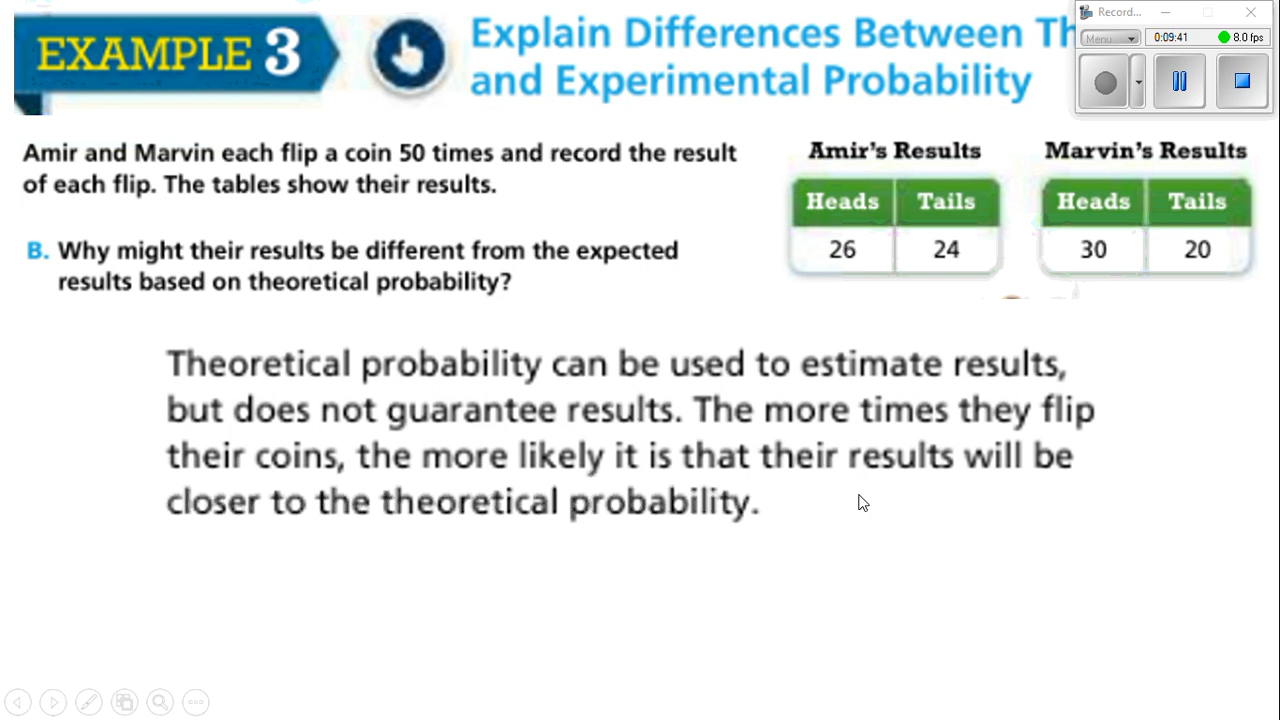 EXAMPLE 3
Explain Differences Between Th
and Experimental Probability
Record...
Menu
0:09:41
8.0 fps
Amir and Marvin each flip a coin 50 times and record the result
of each flip. The tables show their results.
B. Why might their results be different from the expected
results based on theoretical probability?
Amir's Results
Heads Tails
26 24
Marvin's Results
Heads Tails
30 20
Theoretical probability can be used to estimate results,
but does not guarantee results. The more times they flip
their coins, the more likely it is that their results will be
closer to the theoretical probability.